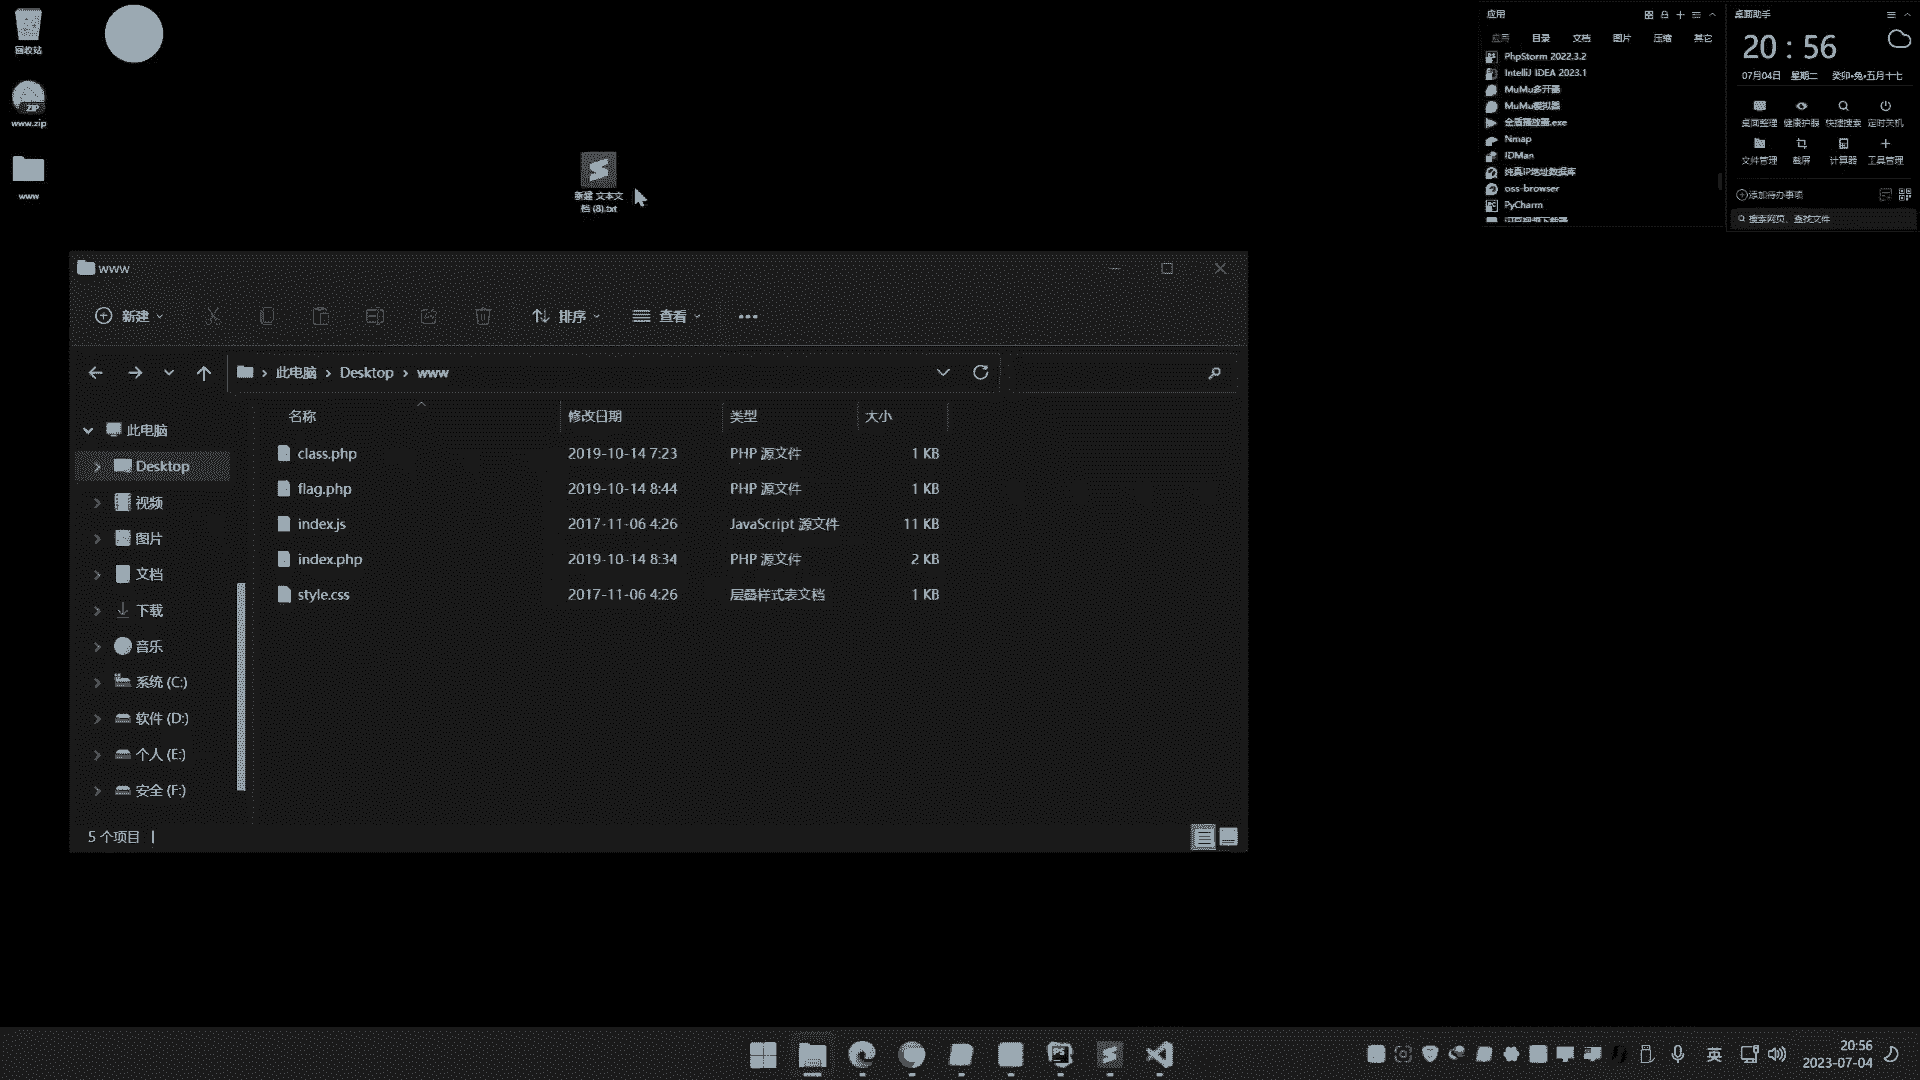 回收站
www.zip
www
新建 文本文
档 (8).txt
应用
应用 目录 文档 图片 压缩 其它
PhpStorm 2022.3.2
IntelliJ IDEA 2023.1
MuMu多开器
MuMu模拟器
金盾播放器.exe
Nmap
IDMan
纯真IP地址数据库
oss-browser
PyCharm
桌面助手
20 : 56
07月04日 星期二 癸卯•兔•五月十七
桌面整理 健康护眼 快捷搜索 定时关机
文件管理 截屏 计算器 工具管理
添加待办事项
搜索网页、查找文件
www
新建 排序 查看
此电脑 › Desktop › www
名称 修改日期 类型 大小
class.php 2019-10-14 7:23 PHP 源文件 1 KB
flag.php 2019-10-14 8:44 PHP 源文件 1 KB
index.js 2017-11-06 4:26 JavaScript 源文件 11 KB
index.php 2019-10-14 8:34 PHP 源文件 2 KB
style.css 2017-11-06 4:26 层叠样式表文档 1 KB
此电脑
Desktop
视频
图片
文档
下载
音乐
系统 (C:)
软件 (D:)
个人 (E:)
安全 (F:)
5 个项目
英
20:56
2023-07-04